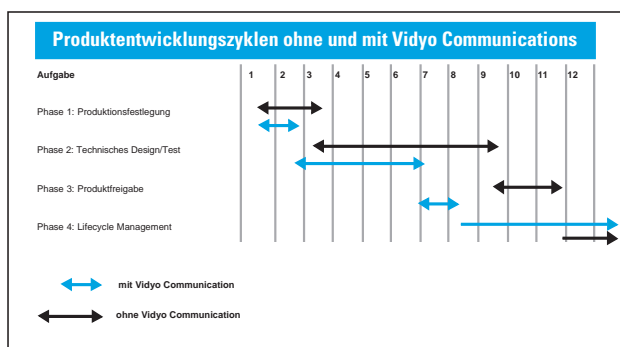 Produktentwicklungszyklen ohne und mit Vidyo Communications
Aufgabe 1 2 3 4 5 6 7 8 9 10 11 12
Phase 1: Produktionsfestlegung
Phase 2: Technisches Design/Test
Phase 3: Produktfreigabe
Phase 4: Lifecycle Management
mit Vidyo Communication
ohne Vidyo Communication